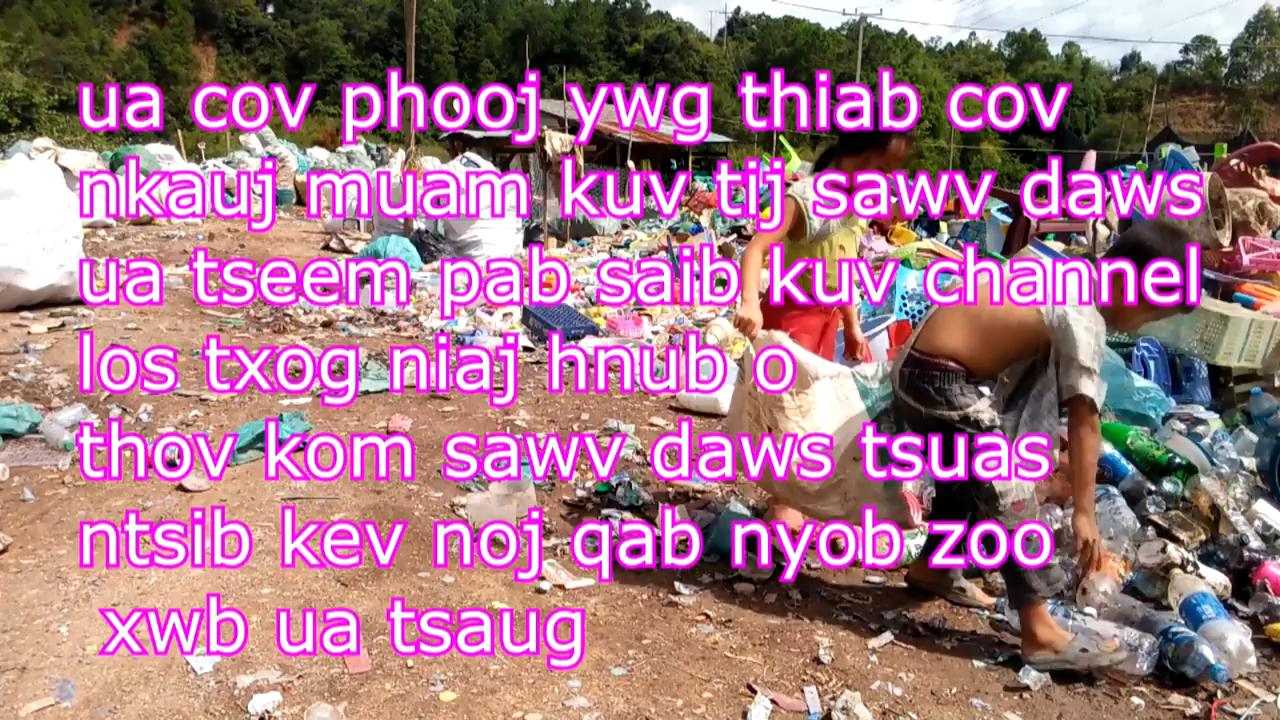 ua cov phooj ywg thiab cov
nkauj muam kuv tij sawv daws
ua tseem pab saib kuv channel
los txog niaj hnub o
thov kom sawv daws tsuas
ntsib kev noj qab nyob zoo
xwb ua tsaug